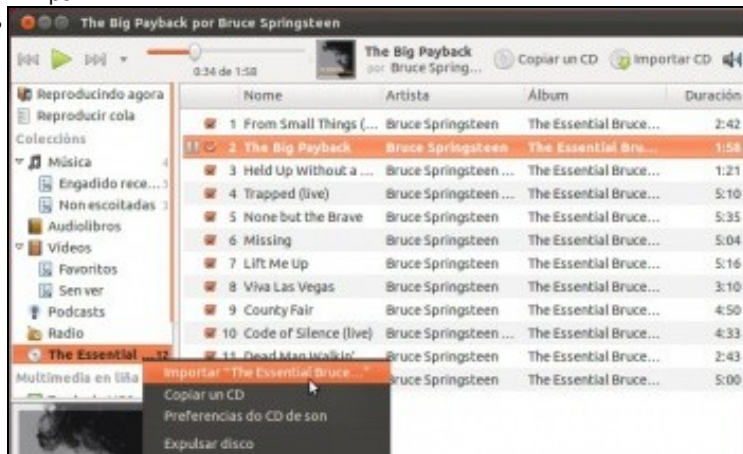 The Big Payback por Bruce Springsteen
0:34 de 1:58
The Big Payback
por Bruce Spring...
Copiar un CD
Importar CD
Reproducindo agora
Reproducir cola
Coleccións
Música 4
Engadido rece...
Non escoitadas
Audiolibros
Vídeos
Favoritos
Sen ver
Podcasts
Radio
The Essential ...12
Multimedia en liña
Nome Artista Álbum Duración
1 From Small Things (... Bruce Springsteen The Essential Bruce... 2:42
2 The Big Payback Bruce Springsteen The Essential Bru... 1:58
3 Held Up Without a ... Bruce Springsteen ... The Essential Bruce... 1:21
4 Trapped (live) Bruce Springsteen ... The Essential Bruce... 5:10
5 None but the Brave Bruce Springsteen The Essential Bruce... 5:35
6 Missing Bruce Springsteen The Essential Bruce... 5:04
7 Lift Me Up Bruce Springsteen The Essential Bruce... 5:16
8 Viva Las Vegas Bruce Springsteen The Essential Bruce... 3:10
9 County Fair Bruce Springsteen The Essential Bruce... 4:50
10 Code of Silence (live) Bruce Springsteen ... The Essential Bruce... 4:33
11 Dead Man Walkin' Bruce Springsteen The Essential Bruce... 2:43
Bruce Springsteen The Essential Bruce... 5:00
Importar "The Essential Bruce..."
Copiar un CD
Preferencias do CD de son
Expulsar disco